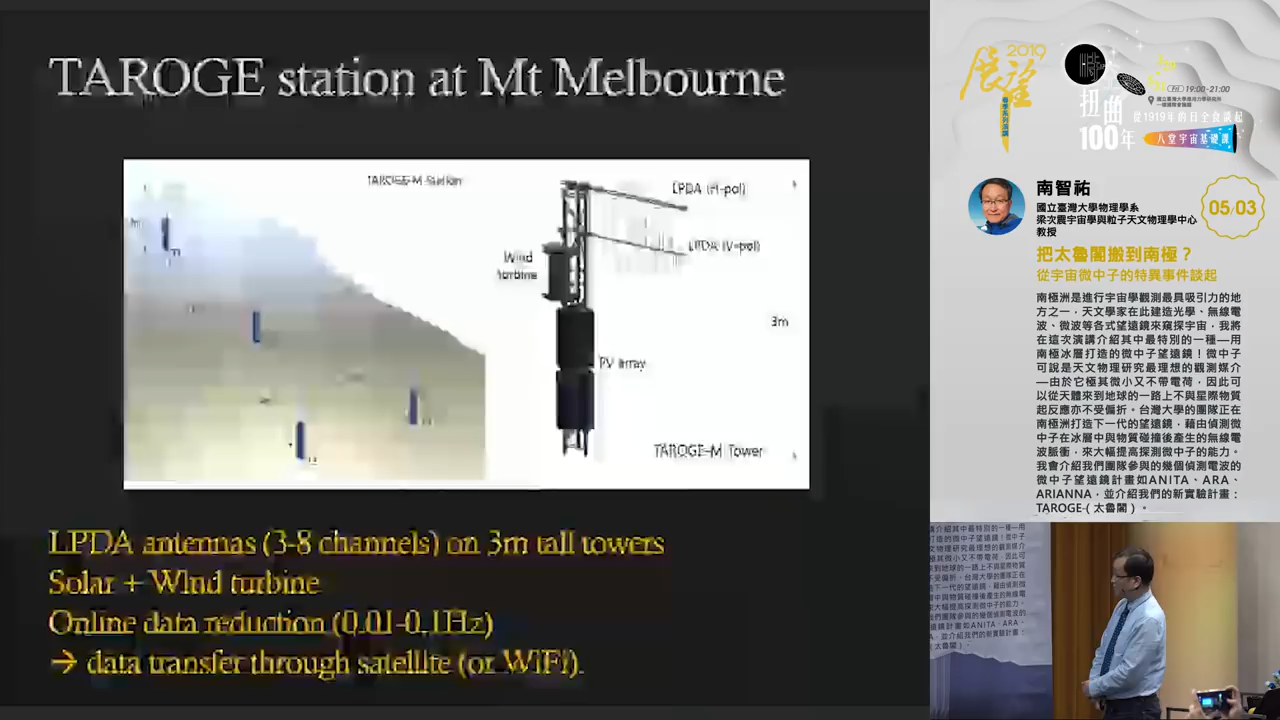 TAROGE station at Mt Melbourne
TAROGE-M Station
LPDA (H-pol)
LPDA (V-pol)
Wind
turbine
3m
PV array
TAROGE-M Tower
LPDA antennas (3-8 channels) on 3m tall towers
Solar + Wind turbine
Online data reduction (0.01-0.1Hz)
→ data transfer through satellite (or WiFi).
2019
展望
扭曲
100年
19:00-21:00
從1919年的日全食談起
八堂宇宙基礎課
南智祐
國立臺灣大學物理學系
梁次震宇宙學與粒子天文物理學中心
教授
05/03
把太魯閣搬到南極？
從宇宙微中子的特異事件談起
南極洲是進行宇宙學觀測最具吸引力的地
方之一，天文學家在此建造光學、無線電
波、微波等各式望遠鏡來窺探宇宙，我將
在這次演講介紹其中最特別的一種—用
南極冰層打造的微中子望遠鏡！微中子
可說是天文物理研究最理想的觀測媒介
—由於它極其微小又不帶電荷，因此可
以從天體來到地球的一路上不與星際物質
起反應亦不受偏折。台灣大學的團隊正在
南極洲打造下一代的望遠鏡，藉由偵測微
中子在冰層中與物質碰撞後產生的無線電
波脈衝，來大幅提高探測微中子的能力。
我會介紹我們團隊參與的幾個偵測電波的
微中子望遠鏡計畫如ANITA、ARA、
ARIANNA，並介紹我們的新實驗計畫：
TAROGE（太魯閣）。